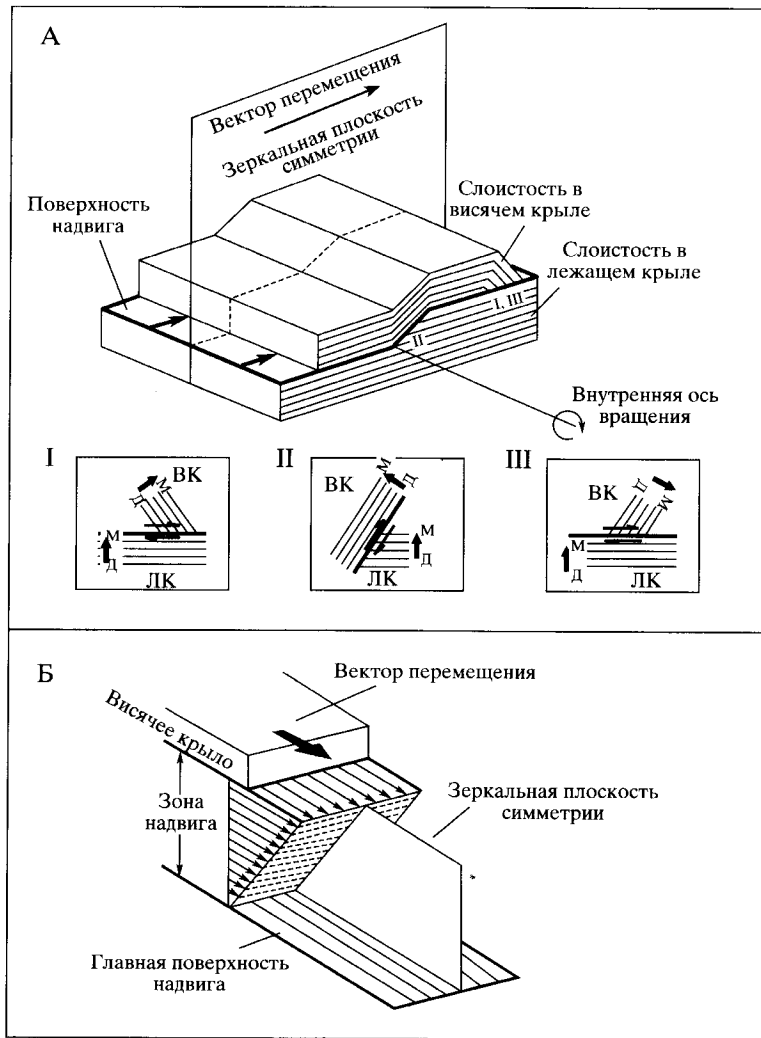 А
Вектор перемещения
Зеркальная плоскость
симметрии
Поверхность
надвига
Слоистость в
висячем крыле
Слоистость в
лежащем крыле
I, III
II
Внутренняя ось
вращения
I
ВК
М
Д
М
Д
ЛК
II
ВК
М
Д
М
Д
ЛК
III
ВК
Д
М
М
Д
ЛК
Б
Вектор перемещения
Висячее крыло
Зона
надвига
Зеркальная плоскость
симметрии
Главная поверхность
надвига